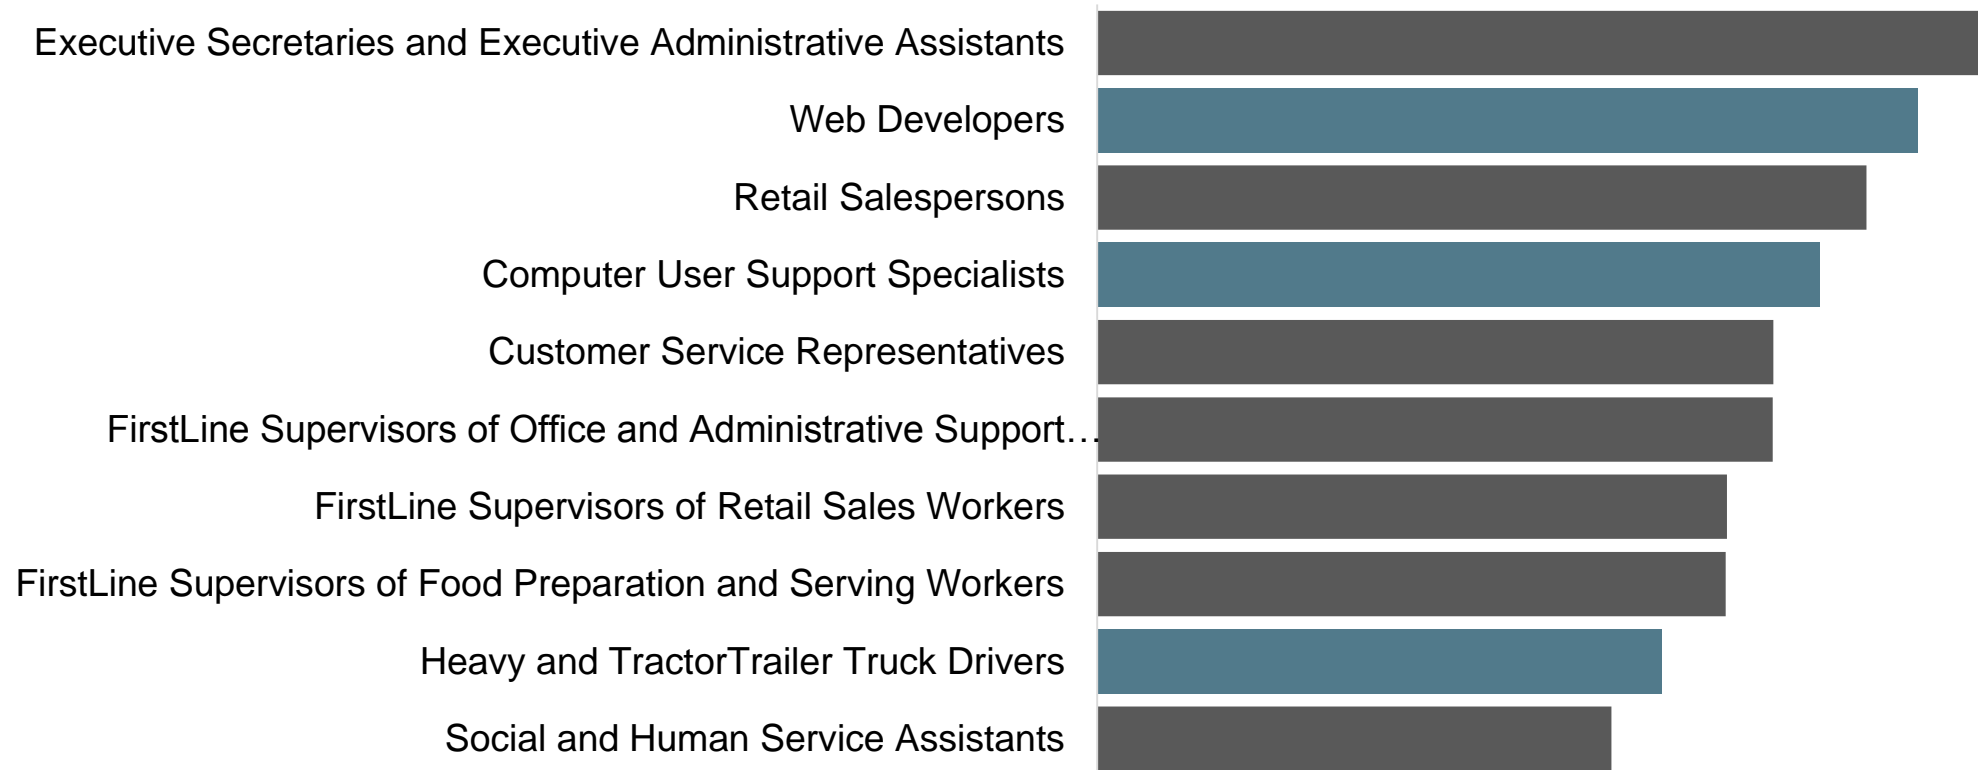 Executive Secretaries and Executive Administrative Assistants
Web Developers
Retail Salespersons
Computer User Support Specialists
Customer Service Representatives
FirstLine Supervisors of Office and Administrative Support…
FirstLine Supervisors of Retail Sales Workers
FirstLine Supervisors of Food Preparation and Serving Workers
Heavy and TractorTrailer Truck Drivers
Social and Human Service Assistants